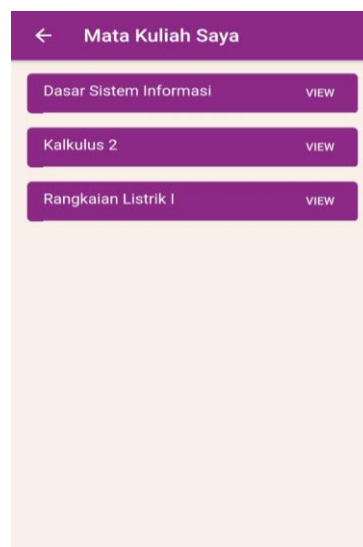 Mata Kuliah Saya
Dasar Sistem Informasi VIEW
Kalkulus 2 VIEW
Rangkaian Listrik I VIEW